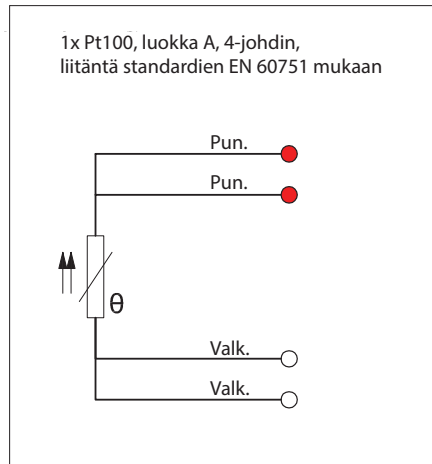 1x Pt100, luokka A, 4-johdin,
liitäntä standardien EN 60751 mukaan
Pun.
Pun.
θ
Valk.
Valk.